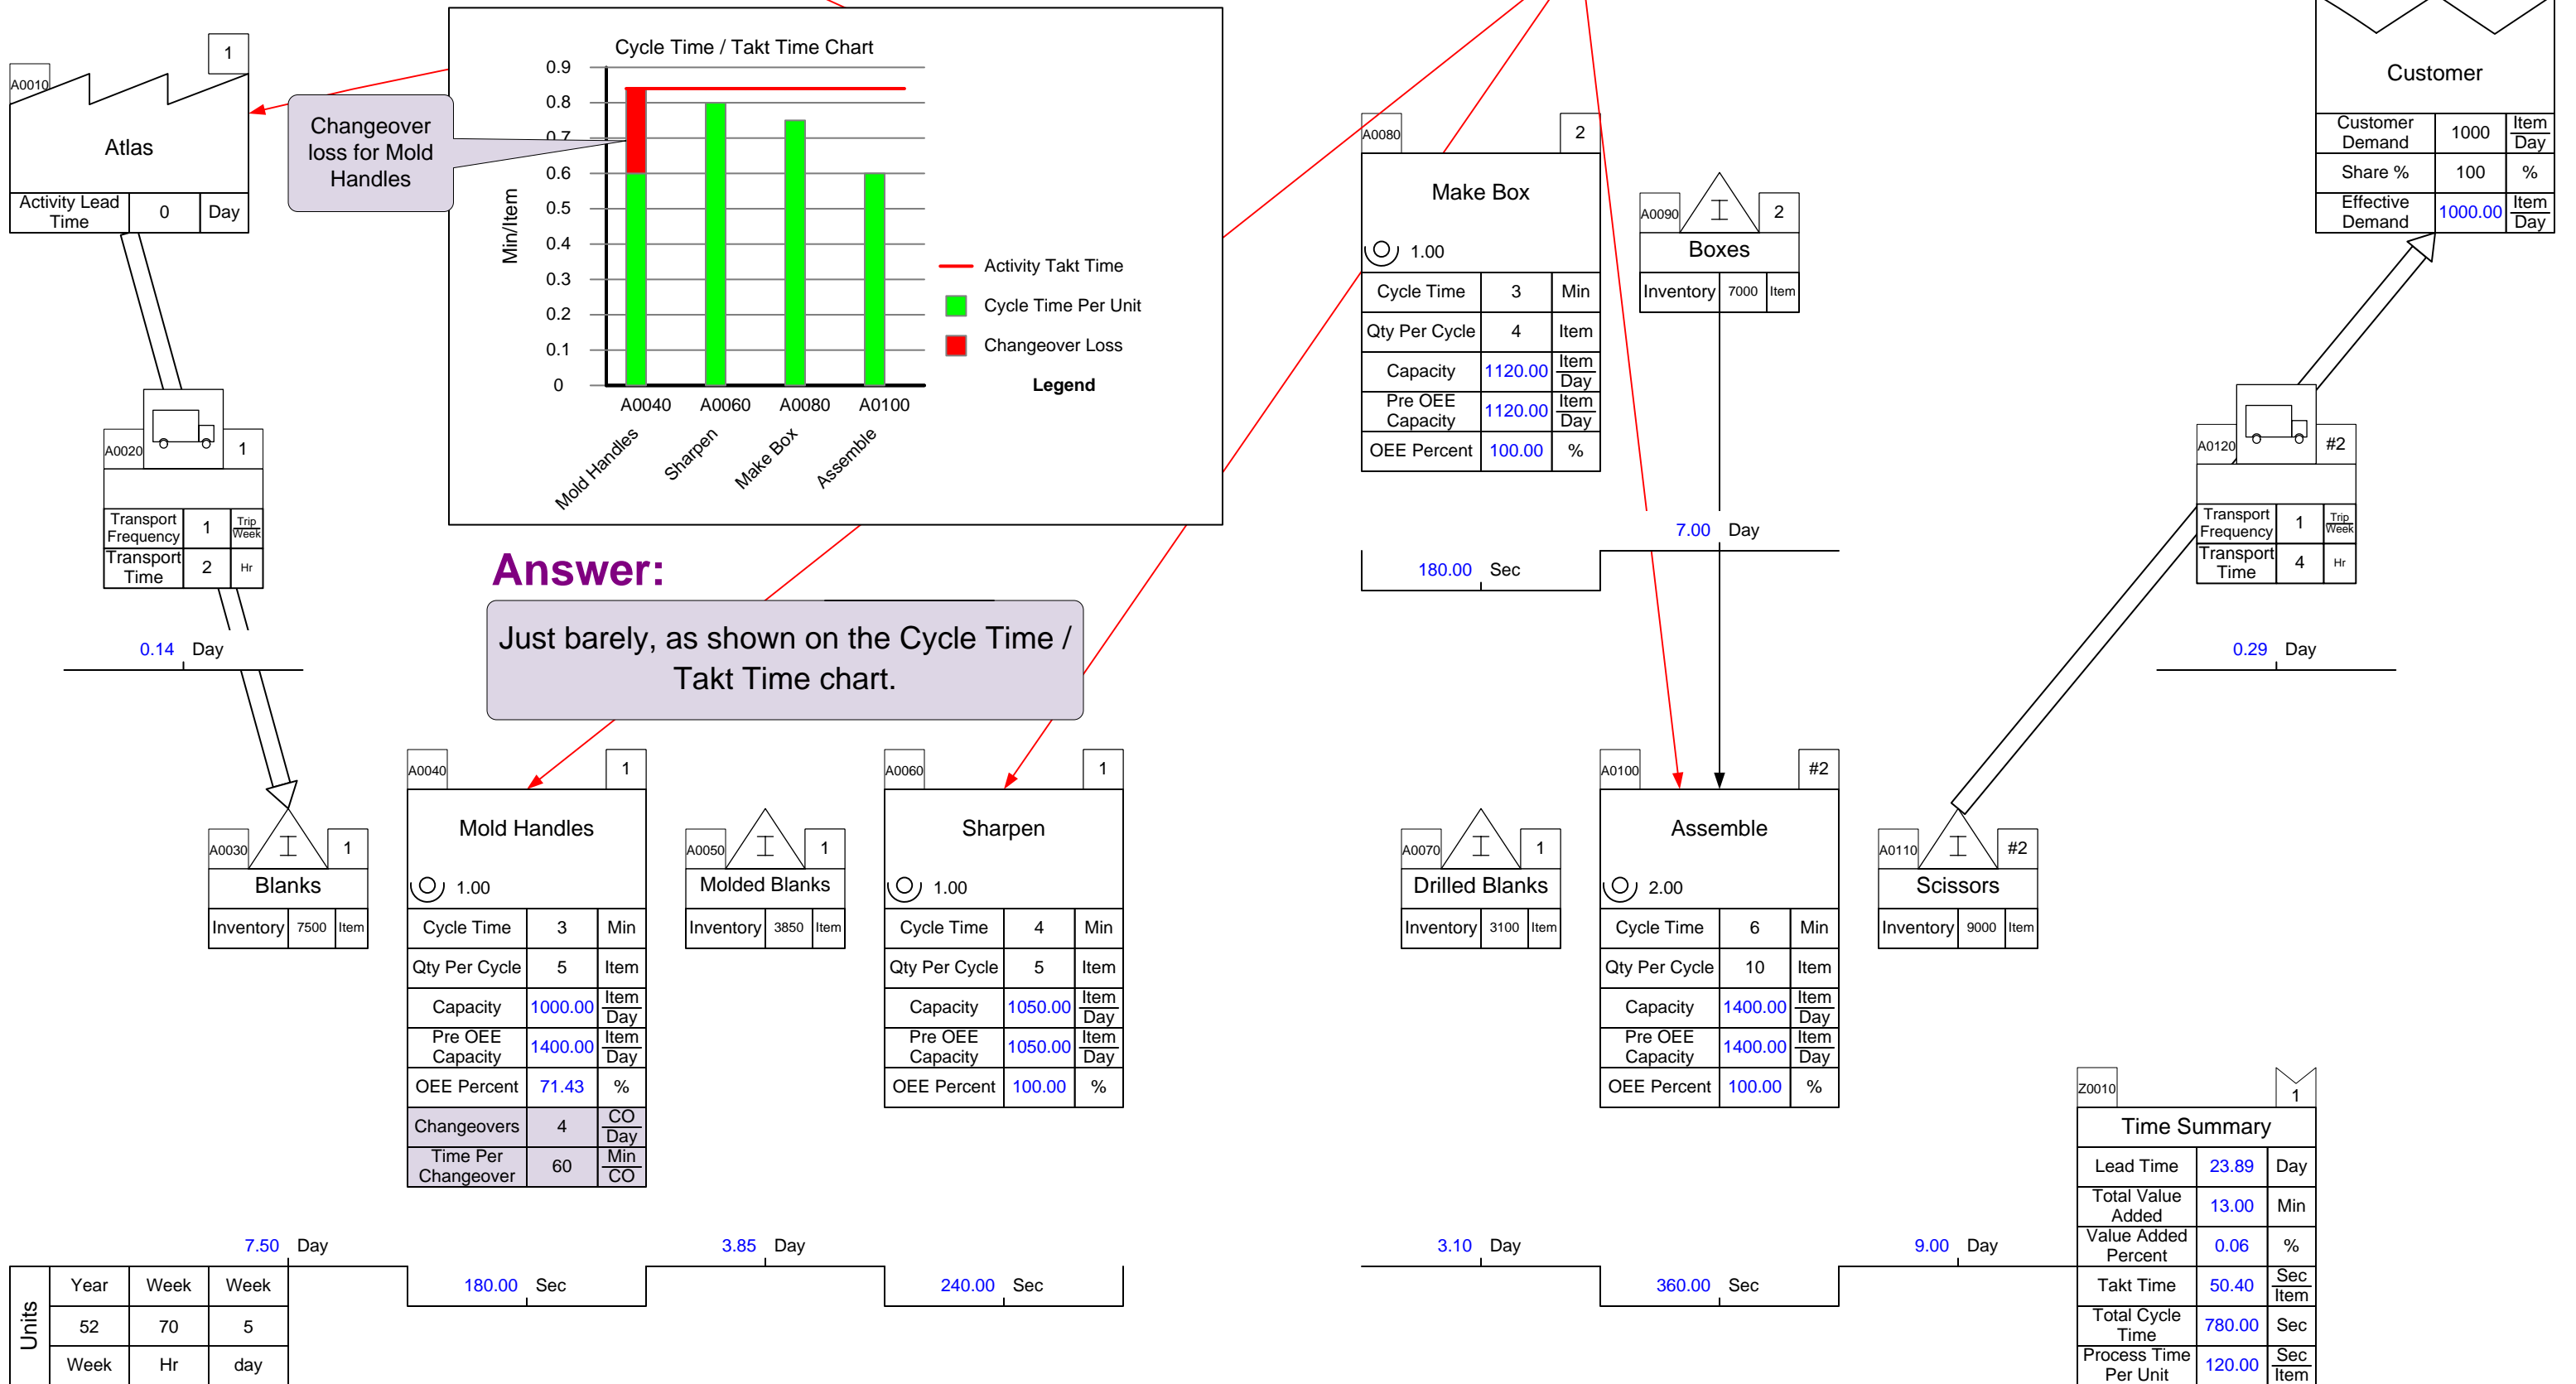 A0010
1
Atlas
Activity Lead
Time
0
Day
Changeover
loss for Mold
Handles
Cycle Time / Takt Time Chart
Min/Item
0.9
0.8
0.7
0.6
0.5
0.4
0.3
0.2
0.1
0
A0040 A0060 A0080 A0100
Mold Handles
Sharpen
Make Box
Assemble
Activity Takt Time
Cycle Time Per Unit
Changeover Loss
Legend
A0080
2
Make Box
1.00
Cycle Time 3 Min
Qty Per Cycle 4 Item
Capacity 1120.00 Item
Day
Pre OEE
Capacity
1120.00 Item
Day
OEE Percent 100.00 %
A0090
I
2
Boxes
Inventory 7000 Item
Customer
Customer
Demand
1000 Item
Day
Share % 100 %
Effective
Demand
1000.00 Item
Day
A0020
1
Transport
Frequency
1 Trip
Week
Transport
Time
2 Hr
0.14 Day
Answer:
Just barely, as shown on the Cycle Time /
Takt Time chart.
7.00 Day
180.00 Sec
A0120
#2
Transport
Frequency
1 Trip
Week
Transport
Time
4 Hr
0.29 Day
A0030
I
1
Blanks
Inventory 7500 Item
A0040
1
Mold Handles
1.00
Cycle Time 3 Min
Qty Per Cycle 5 Item
Capacity 1000.00 Item
Day
Pre OEE
Capacity
1400.00 Item
Day
OEE Percent 71.43 %
Changeovers 4 CO
Day
Time Per
Changeover
60 Min
CO
A0050
I
1
Molded Blanks
Inventory 3850 Item
A0060
1
Sharpen
1.00
Cycle Time 4 Min
Qty Per Cycle 5 Item
Capacity 1050.00 Item
Day
Pre OEE
Capacity
1050.00 Item
Day
OEE Percent 100.00 %
A0070
I
1
Drilled Blanks
Inventory 3100 Item
A0100
#2
Assemble
2.00
Cycle Time 6 Min
Qty Per Cycle 10 Item
Capacity 1400.00 Item
Day
Pre OEE
Capacity
1400.00 Item
Day
OEE Percent 100.00 %
A0110
I
#2
Scissors
Inventory 9000 Item
7.50 Day
180.00 Sec
3.85 Day
240.00 Sec
3.10 Day
360.00 Sec
9.00 Day
Units
Year Week Week
52 70 5
Week Hr day
Z0010
1
Time Summary
Lead Time 23.89 Day
Total Value
Added
13.00 Min
Value Added
Percent
0.06 %
Takt Time 50.40 Sec
Item
Total Cycle
Time
780.00 Sec
Process Time
Per Unit
120.00 Sec
Item